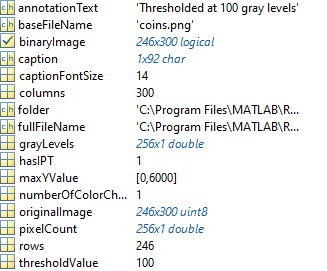 annotationText 'Thresholded at 100 gray levels'
baseFileName 'coins.png'
binaryImage 246x300 logical
caption 1x92 char
captionFontSize 14
columns 300
folder 'C:\Program Files\MATLAB\R...
fullFileName 'C:\Program Files\MATLAB\R...
grayLevels 256x1 double
hasIPT 1
maxYValue [0,6000]
numberOfColorCh... 1
originalImage 246x300 uint8
pixelCount 256x1 double
rows 246
thresholdValue 100